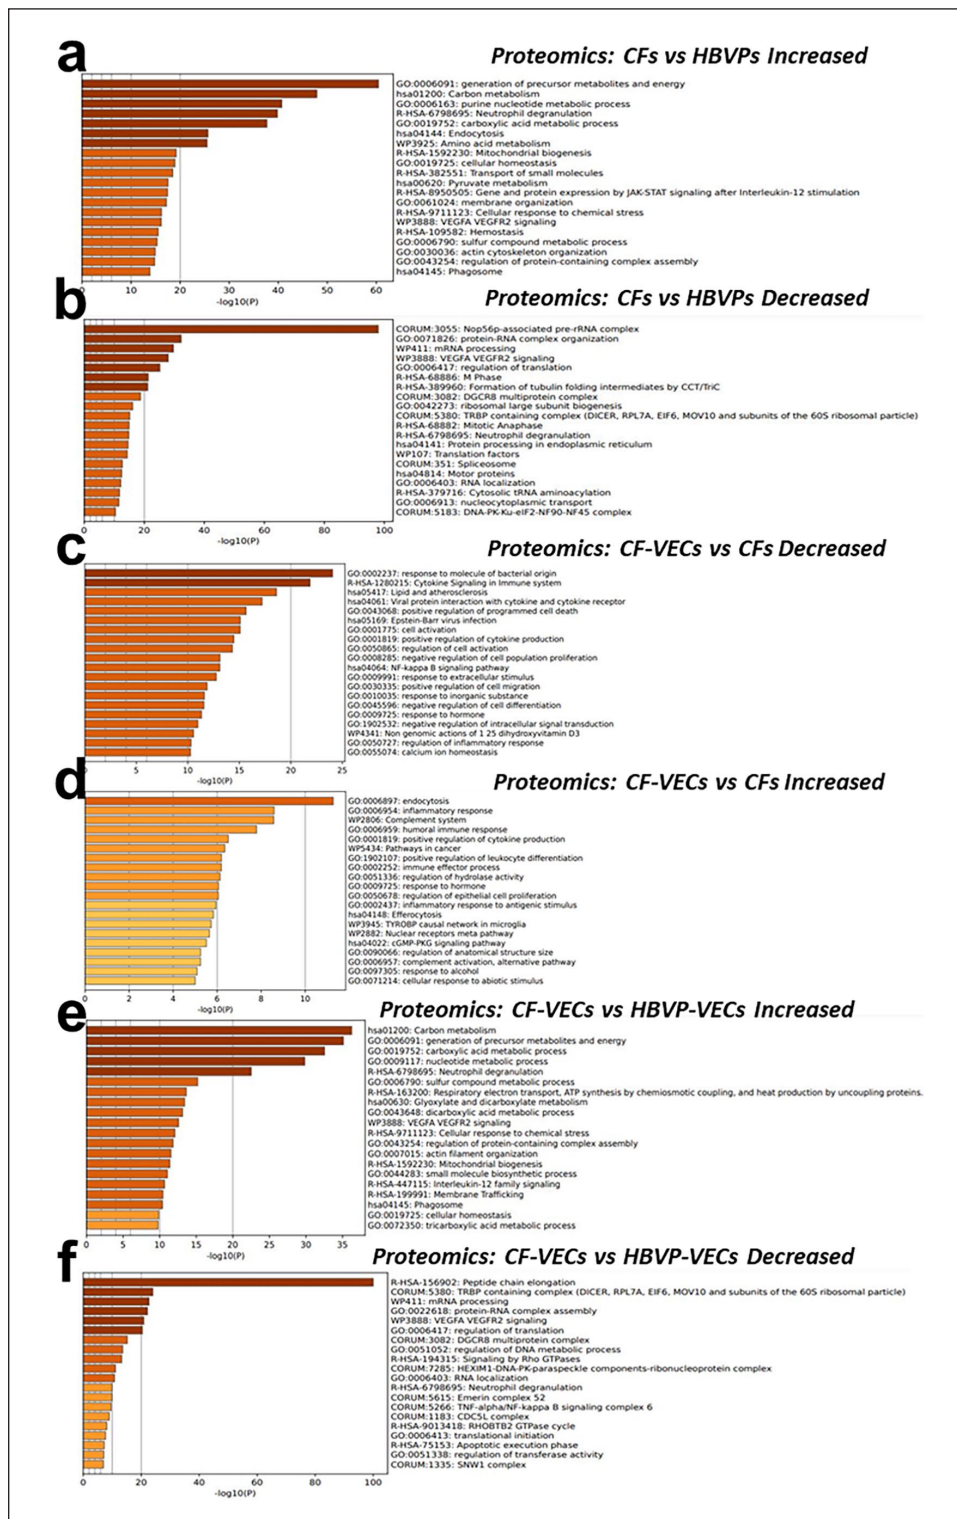 a
Proteomics: CFs vs HBVPs Increased
GO:0006091: generation of precursor metabolites and energy
hsa01200: Carbon metabolism
GO:0006163: purine nucleotide metabolic process
R-HSA-6798695: Neutrophil degranulation
GO:0019752: carboxylic acid metabolic process
hsa04144: Endocytosis
WP3925: Amino acid metabolism
R-HSA-1592230: Mitochondrial biogenesis
GO:0019725: cellular homeostasis
R-HSA-382551: Transport of small molecules
hsa00620: Pyruvate metabolism
R-HSA-8950505: Gene and protein expression by JAK-STAT signaling after Interleukin-12 stimulation
GO:0061024: membrane organization
R-HSA-9711123: Cellular response to chemical stress
WP3888: VEGFA VEGFR2 signaling
R-HSA-109582: Hemostasis
GO:0006790: sulfur compound metabolic process
GO:0030036: actin cytoskeleton organization
GO:0043254: regulation of protein-containing complex assembly
hsa04145: Phagosome
0 10 20 30 40 50 60
-log10(P)
b
Proteomics: CFs vs HBVPs Decreased
CORUM:3055: Nop56p-associated pre-rRNA complex
GO:0071826: protein-RNA complex organization
WP411: mRNA processing
WP3888: VEGFA VEGFR2 signaling
GO:0006417: regulation of translation
R-HSA-68886: M Phase
R-HSA-389960: Formation of tubulin folding intermediates by CCT/TriC
CORUM:3082: DGCR8 multiprotein complex
GO:0042273: ribosomal large subunit biogenesis
CORUM:5380: TRBP containing complex (DICER, RPL7A, EIF6, MOV10 and subunits of the 60S ribosomal particle)
R-HSA-68882: Mitotic Anaphase
R-HSA-6798695: Neutrophil degranulation
hsa04141: Protein processing in endoplasmic reticulum
WP107: Translation factors
CORUM:351: Spliceosome
hsa04814: Motor proteins
GO:0006403: RNA localization
R-HSA-379716: Cytosolic tRNA aminoacylation
GO:0006913: nucleocytoplasmic transport
CORUM:5183: DNA-PK-Ku-eIF2-NF90-NF45 complex
0 20 40 60 80 100
-log10(P)
c
Proteomics: CF-VECs vs CFs Decreased
GO:0002237: response to molecule of bacterial origin
R-HSA-1280215: Cytokine Signaling in Immune system
hsa05417: Lipid and atherosclerosis
hsa04061: Viral protein interaction with cytokine and cytokine receptor
GO:0043068: positive regulation of programmed cell death
hsa05169: Epstein-Barr virus infection
GO:0001775: cell activation
GO:0001819: positive regulation of cytokine production
GO:0050865: regulation of cell activation
GO:0008285: negative regulation of cell population proliferation
hsa04064: NF-kappa B signaling pathway
GO:0009991: response to extracellular stimulus
GO:0030335: positive regulation of cell migration
GO:0010035: response to inorganic substance
GO:0045596: negative regulation of cell differentiation
GO:0009725: response to hormone
GO:1902532: negative regulation of intracellular signal transduction
WP4341: Non genomic actions of 1 25 dihydroxyvitamin D3
GO:0050727: regulation of inflammatory response
GO:0055074: calcium ion homeostasis
5 10 15 20 25
-log10(P)
d
Proteomics: CF-VECs vs CFs Increased
GO:0006897: endocytosis
GO:0006954: inflammatory response
WP2806: Complement system
GO:0006959: humoral immune response
GO:0001819: positive regulation of cytokine production
WP5434: Pathways in cancer
GO:1902107: positive regulation of leukocyte differentiation
GO:0002252: immune effector process
GO:0051336: regulation of hydrolase activity
GO:0009725: response to hormone
GO:0050678: regulation of epithelial cell proliferation
GO:0002437: inflammatory response to antigenic stimulus
hsa04148: Efferocytosis
WP3945: TYROBP causal network in microglia
WP2882: Nuclear receptors meta pathway
hsa04022: cGMP-PKG signaling pathway
GO:0090066: regulation of anatomical structure size
GO:0006957: complement activation, alternative pathway
GO:0097305: response to alcohol
GO:0071214: cellular response to abiotic stimulus
0 2 4 6 8 10
-log10(P)
e
Proteomics: CF-VECs vs HBVP-VECs Increased
hsa01200: Carbon metabolism
GO:0006091: generation of precursor metabolites and energy
GO:0019752: carboxylic acid metabolic process
GO:0009117: nucleotide metabolic process
R-HSA-6798695: Neutrophil degranulation
GO:0006790: sulfur compound metabolic process
R-HSA-163200: Respiratory electron transport, ATP synthesis by chemiosmotic coupling, and heat production by uncoupling proteins.
hsa00630: Glyoxylate and dicarboxylate metabolism
GO:0043648: dicarboxylic acid metabolic process
WP3888: VEGFA VEGFR2 signaling
R-HSA-9711123: Cellular response to chemical stress
GO:0043254: regulation of protein-containing complex assembly
GO:0007015: actin filament organization
R-HSA-1592230: Mitochondrial biogenesis
GO:0044283: small molecule biosynthetic process
R-HSA-447115: Interleukin-12 family signaling
R-HSA-199991: Membrane Trafficking
hsa04145: Phagosome
GO:0019725: cellular homeostasis
GO:0072350: tricarboxylic acid metabolic process
0 5 10 15 20 25 30 35
-log10(P)
f
Proteomics: CF-VECs vs HBVP-VECs Decreased
R-HSA-156902: Peptide chain elongation
CORUM:5380: TRBP containing complex (DICER, RPL7A, EIF6, MOV10 and subunits of the 60S ribosomal particle)
WP411: mRNA processing
GO:0022618: protein-RNA complex assembly
WP3888: VEGFA VEGFR2 signaling
GO:0006417: regulation of translation
CORUM:3082: DGCR8 multiprotein complex
GO:0051052: regulation of DNA metabolic process
R-HSA-194315: Signaling by Rho GTPases
CORUM:7285: HEXIM1-DNA-PK-paraspeckle components-ribonucleoprotein complex
GO:0006403: RNA localization
R-HSA-6798695: Neutrophil degranulation
CORUM:5615: Emerin complex 52
CORUM:5266: TNF-alpha/NF-kappa B signaling complex 6
CORUM:1183: CDC5L complex
R-HSA-9013418: RHOBTB2 GTPase cycle
GO:0006413: translational initiation
R-HSA-75153: Apoptotic execution phase
GO:0051338: regulation of transferase activity
CORUM:1335: SNW1 complex
0 20 40 60 80 100
-log10(P)